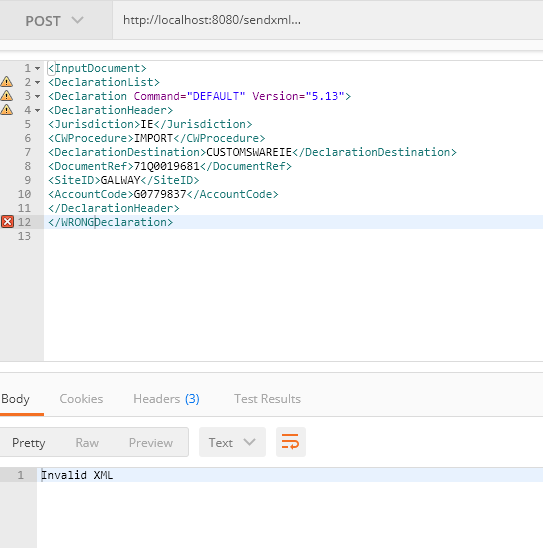 POST http://localhost:8080/sendxml...
1 <InputDocument>
2 <DeclarationList>
3 <Declaration Command="DEFAULT" Version="5.13">
4 <DeclarationHeader>
5 <Jurisdiction>IE</Jurisdiction>
6 <CWProcedure>IMPORT</CWProcedure>
7 <DeclarationDestination>CUSTOMSWAREIE</DeclarationDestination>
8 <DocumentRef>71Q0019681</DocumentRef>
9 <SiteID>GALWAY</SiteID>
10 <AccountCode>G0779837</AccountCode>
11 </DeclarationHeader>
12 </WRONGDeclaration>
13
Body Cookies Headers (3) Test Results
Pretty Raw Preview Text
1 Invalid XML